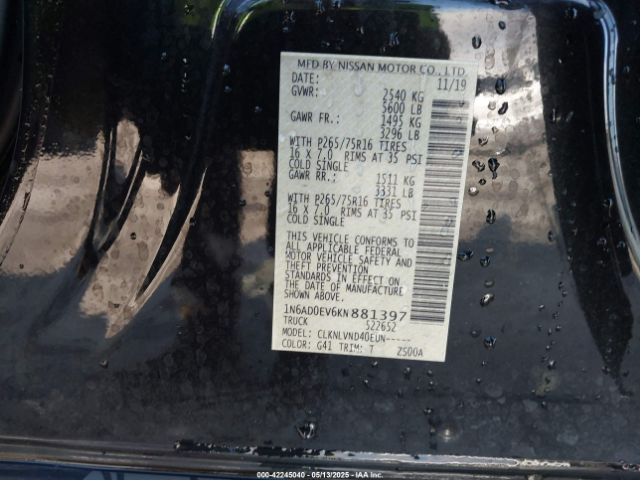 MFD BY NISSAN MOTOR CO., LTD.
DATE: 11/19
GVWR: 2540 KG
5600 LB
GAWR FR.: 1495 KG
3296 LB
WITH P265/75R16 TIRES
16 X 7.0 RIMS AT 35 PSI
COLD SINGLE
GAWR RR.: 1511 KG
3331 LB
WITH P265/75R16 TIRES
16 X 7.0 RIMS AT 35 PSI
COLD SINGLE
THIS VEHICLE CONFORMS TO
ALL APPLICABLE FEDERAL
MOTOR VEHICLE SAFETY AND
THEFT PREVENTION
STANDARDS IN EFFECT ON
THE DATE OF MANUFACTURE
SHOWN ABOVE.
1N6AD0EV6KN881397
TRUCK 522652
MODEL: CLKNLVND40EUN-----
COLOR: G41 TRIM: T ZS00A
000-42245040 - 05/13/2025 - IAA Inc.